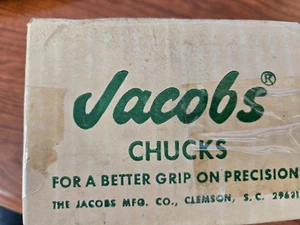 Jacobs®
CHUCKS
FOR A BETTER GRIP ON PRECISION
THE JACOBS MFG. CO., CLEMSON, S. C. 29631